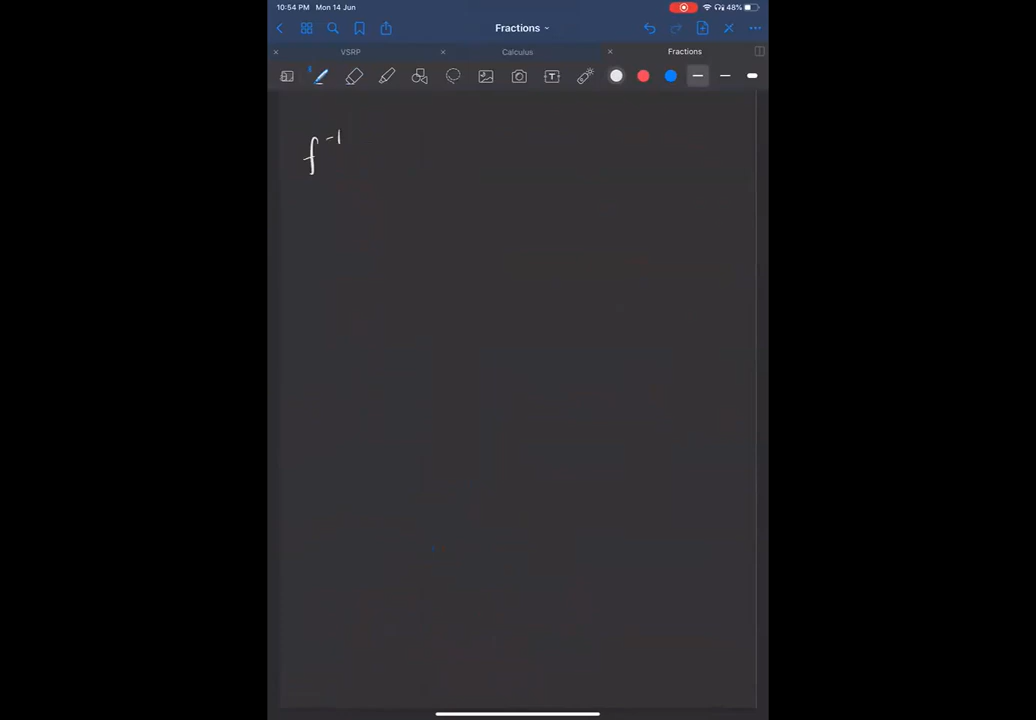 10:54 PM Mon 14 Jun 48%
Fractions
VSRP Calculus Fractions
T
f⁻¹